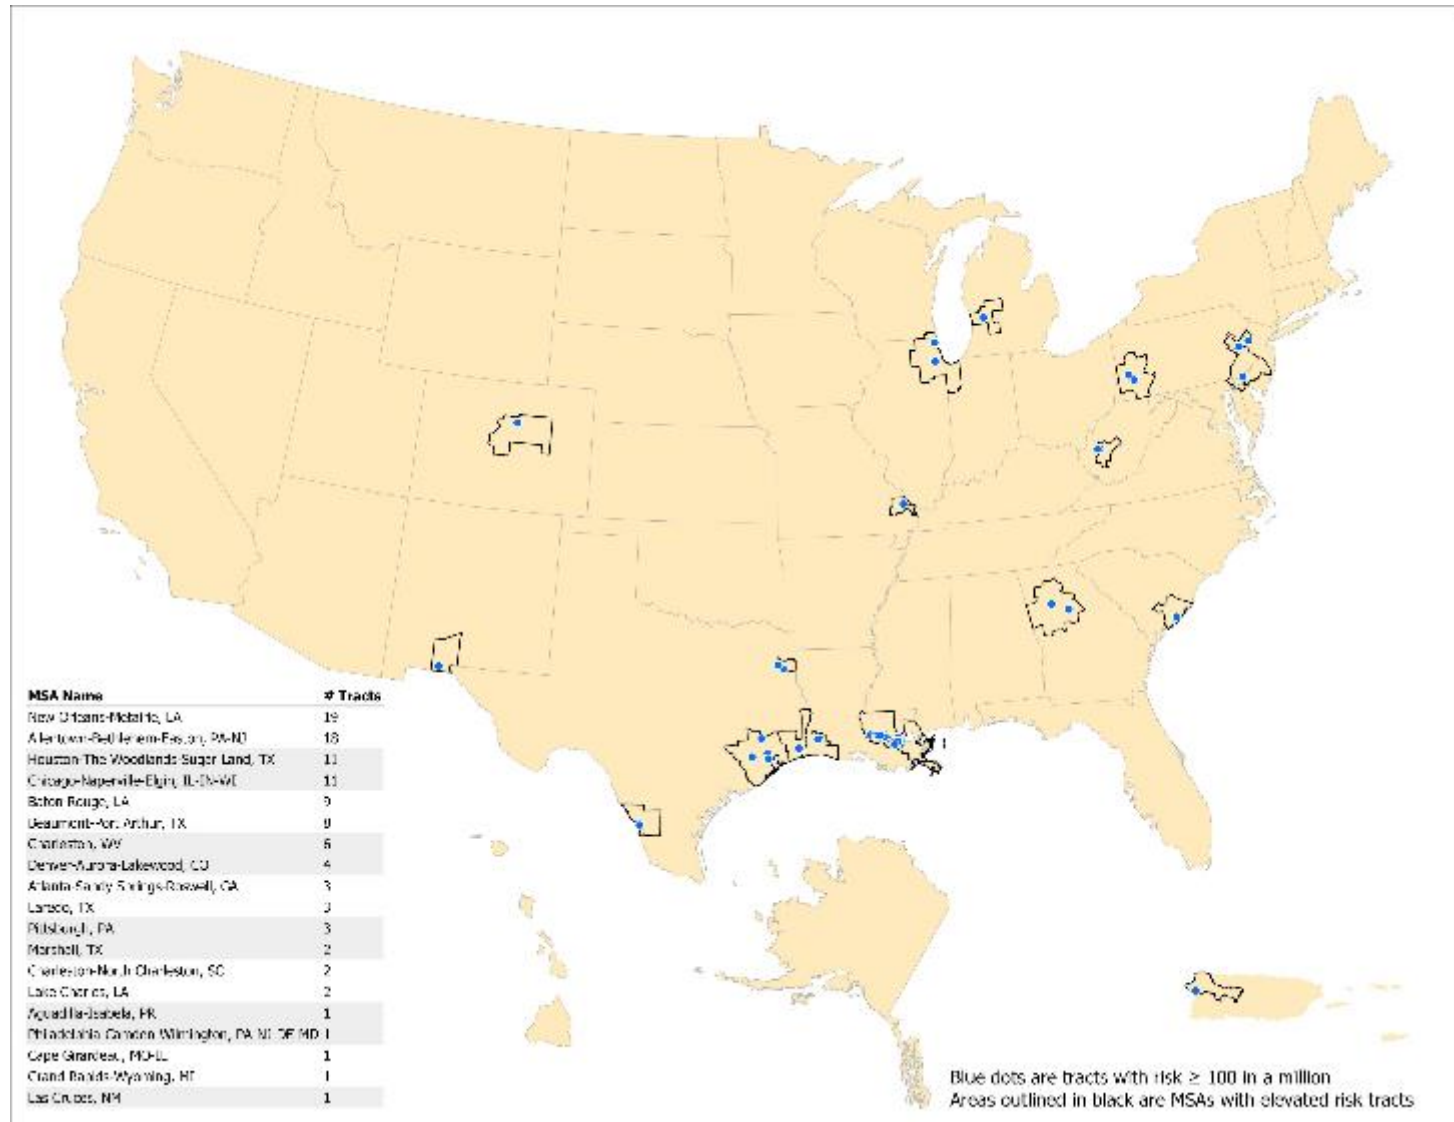 MSA Name # Tracts
New Orleans-Metairie, LA 19
Allentown-Bethlehem-Easton, PA-NJ 18
Houston-The Woodlands-Sugar Land, TX 11
Chicago-Naperville-Elgin, IL-IN-WI 11
Baton Rouge, LA 9
Beaumont-Port Arthur, TX 8
Charleston, WV 6
Denver-Aurora-Lakewood, CO 4
Atlanta-Sandy Springs-Roswell, GA 3
Laredo, TX 3
Pittsburgh, PA 3
Marshall, TX 2
Charleston-North Charleston, SC 2
Lake Charles, LA 2
Aguadilla-Isabela, PR 1
Philadelphia-Camden-Wilmington, PA-NJ-DE-MD 1
Cape Girardeau, MO-IL 1
Grand Rapids-Wyoming, MI 1
Las Cruces, NM 1
Blue dots are tracts with risk ≥ 100 in a million
Areas outlined in black are MSAs with elevated risk tracts